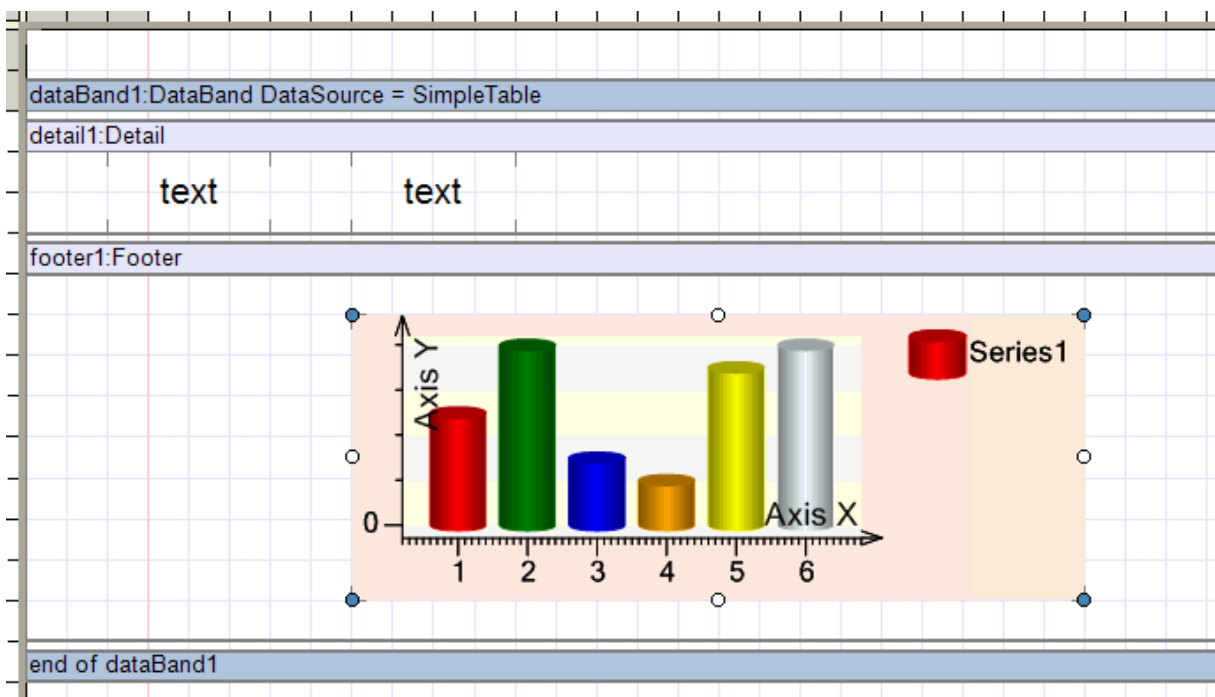 dataBand1:DataBand DataSource = SimpleTable
detail1:Detail
text text
footer1:Footer
Axis Y
Series1
Axis X
0
1 2 3 4 5 6
end of dataBand1